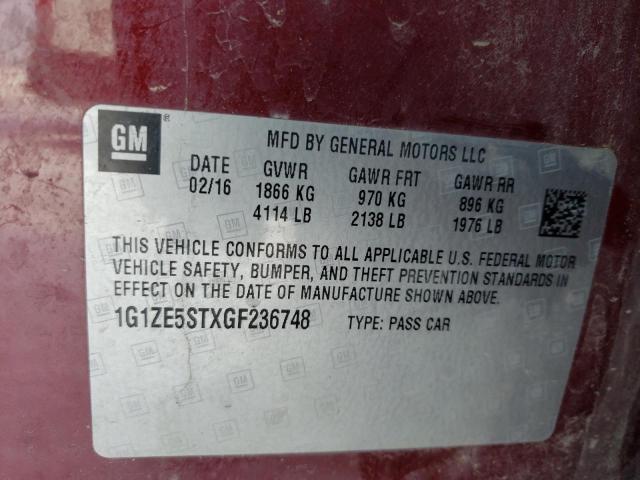 GM®
MFD BY GENERAL MOTORS LLC
DATE GVWR GAWR FRT GAWR RR
02/16 1866 KG 970 KG 896 KG
4114 LB 2138 LB 1976 LB
THIS VEHICLE CONFORMS TO ALL APPLICABLE U.S. FEDERAL MOTOR
VEHICLE SAFETY, BUMPER, AND THEFT PREVENTION STANDARDS IN
EFFECT ON THE DATE OF MANUFACTURE SHOWN ABOVE.
1G1ZE5STXGF236748 TYPE: PASS CAR